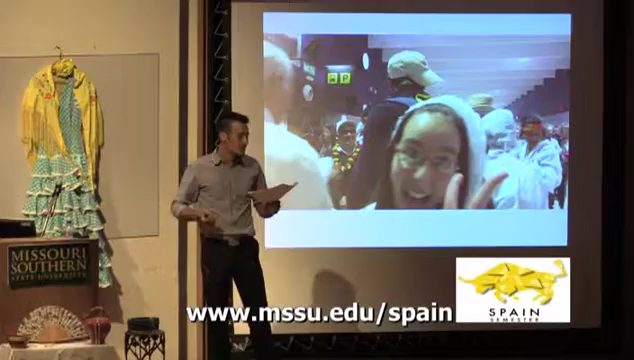 P
MISSOURI
SOUTHERN
STATE UNIVERSITY
www.mssu.edu/spain
SPAIN
SEMESTER